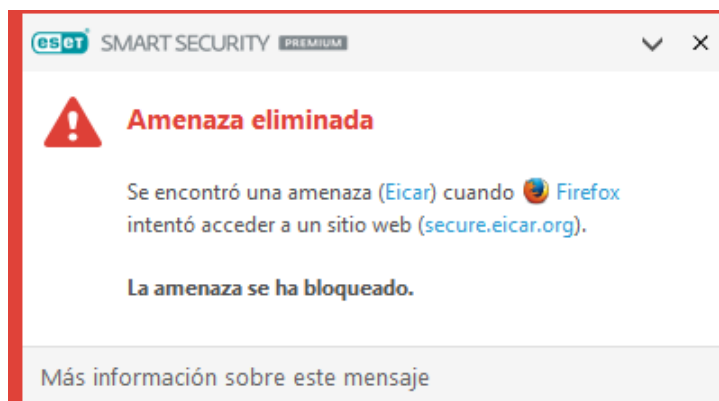 eset SMART SECURITY PREMIUM
Amenaza eliminada
Se encontró una amenaza (Eicar) cuando Firefox
intentó acceder a un sitio web (secure.eicar.org).
La amenaza se ha bloqueado.
Más información sobre este mensaje